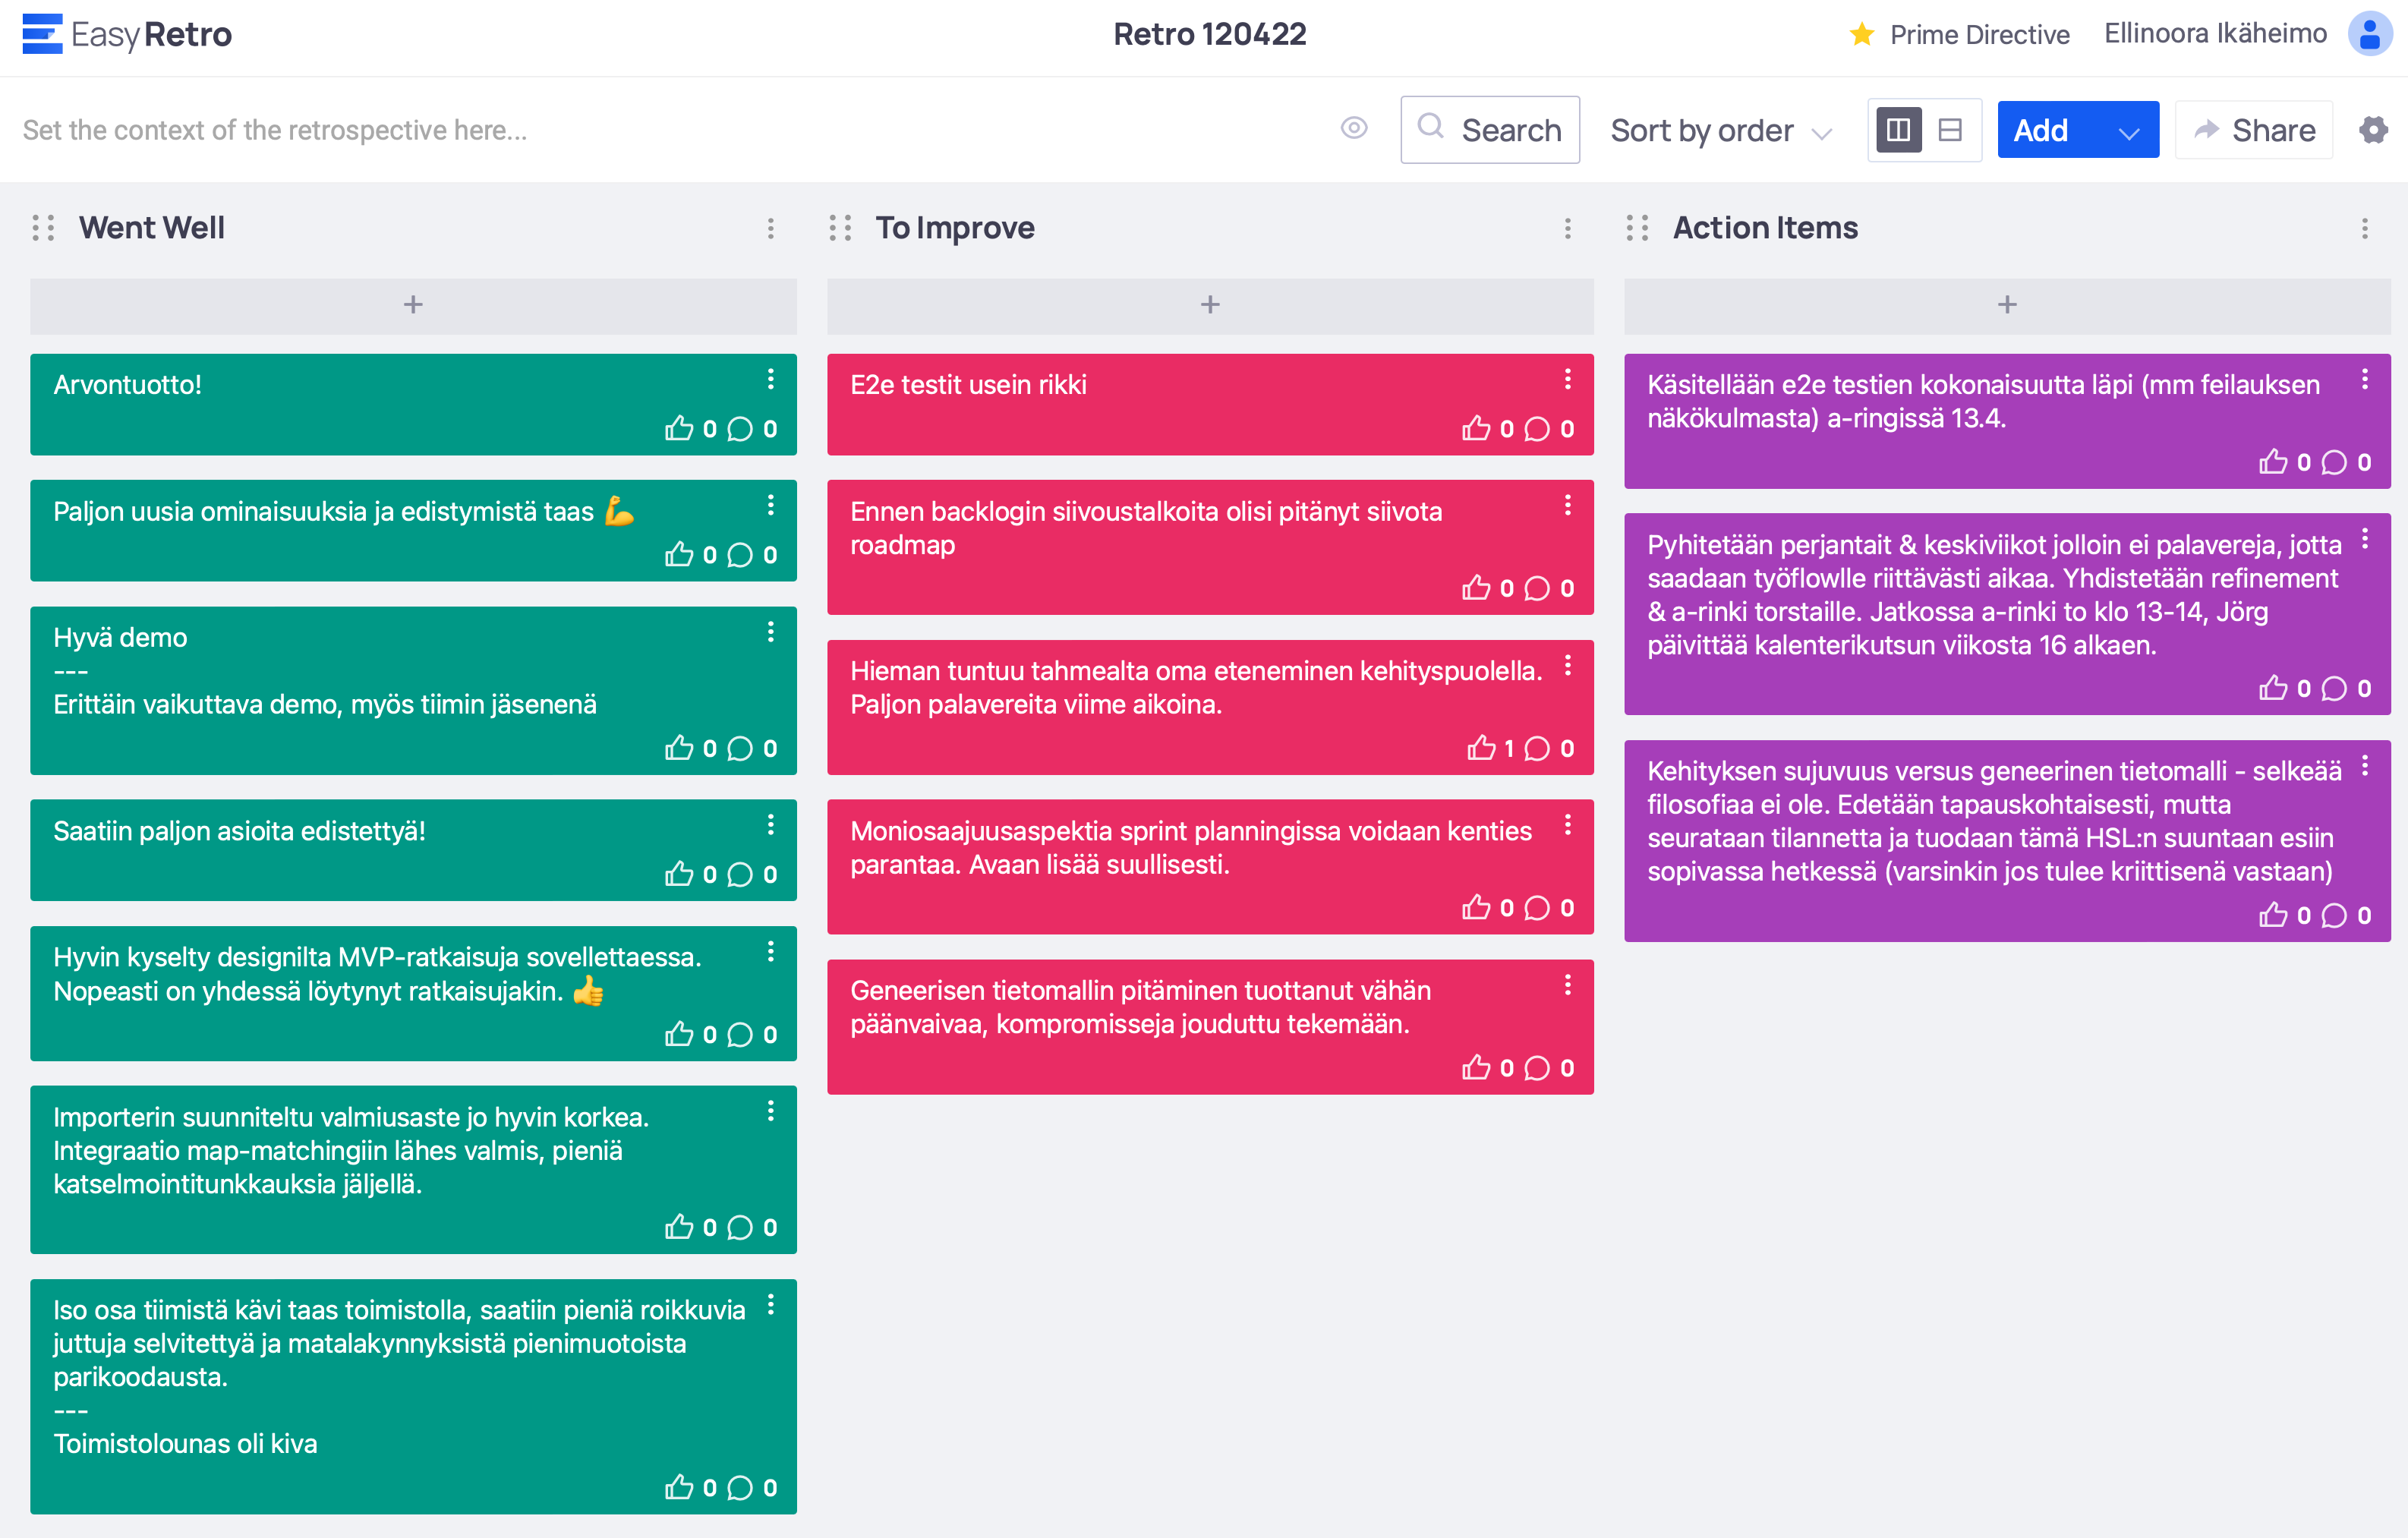 EasyRetro
Retro 120422
Prime Directive
Ellinoora Ikäheimo
Set the context of the retrospective here...
Search
Sort by order
Add
Share
Went Well
+
Arvontuotto!
0 0
Paljon uusia ominaisuuksia ja edistymistä taas 💪
0 0
Hyvä demo
---
Erittäin vaikuttava demo, myös tiimin jäsenenä
0 0
Saatiin paljon asioita edistettyä!
0 0
Hyvin kyselty designilta MVP-ratkaisuja sovellettaessa.
Nopeasti on yhdessä löytynyt ratkaisujakin. 👍
0 0
Importerin suunniteltu valmiusaste jo hyvin korkea.
Integraatio map-matchingiin lähes valmis, pieniä
katselmointitunkkauksia jäljellä.
0 0
Iso osa tiimistä kävi taas toimistolla, saatiin pieniä roikkuvia
juttuja selvitettyä ja matalakynnyksistä pienimuotoista
parikoodausta.
---
Toimistolounas oli kiva
0 0
To Improve
+
E2e testit usein rikki
0 0
Ennen backlogin siivoustalkoita olisi pitänyt siivota
roadmap
0 0
Hieman tuntuu tahmealta oma eteneminen kehityspuolella.
Paljon palavereita viime aikoina.
1 0
Moniosaajuusaspektia sprint planningissa voidaan kenties
parantaa. Avaan lisää suullisesti.
0 0
Geneerisen tietomallin pitäminen tuottanut vähän
päänvaivaa, kompromisseja jouduttu tekemään.
0 0
Action Items
+
Käsitellään e2e testien kokonaisuutta läpi (mm feilauksen
näkökulmasta) a-ringissä 13.4.
0 0
Pyhitetään perjantait & keskiviikot jolloin ei palavereja, jotta
saadaan työflowlle riittävästi aikaa. Yhdistetään refinement
& a-rinki torstaille. Jatkossa a-rinki to klo 13-14, Jörg
päivittää kalenterikutsun viikosta 16 alkaen.
0 0
Kehityksen sujuvuus versus geneerinen tietomalli - selkeää
filosofiaa ei ole. Edetään tapauskohtaisesti, mutta
seurataan tilannetta ja tuodaan tämä HSL:n suuntaan esiin
sopivassa hetkessä (varsinkin jos tulee kriittisenä vastaan)
0 0